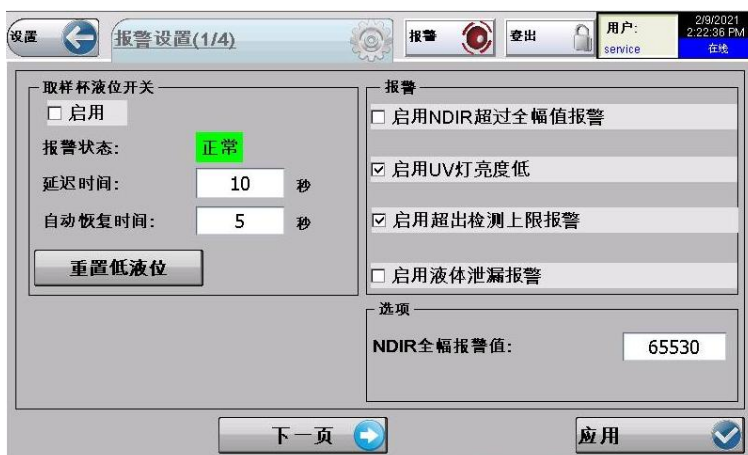 设置
报警设置(1/4)
报警
登出
用户:
service
2/9/2021
2:22:36 PM
在线
取样杯液位开关
启用
报警状态: 正常
延迟时间: 10 秒
自动恢复时间: 5 秒
重置低液位
报警
启用NDIR超过全幅值报警
启用UV灯亮度低
启用超出检测上限报警
启用液体泄漏报警
选项
NDIR全幅报警值: 65530
下一页
应用